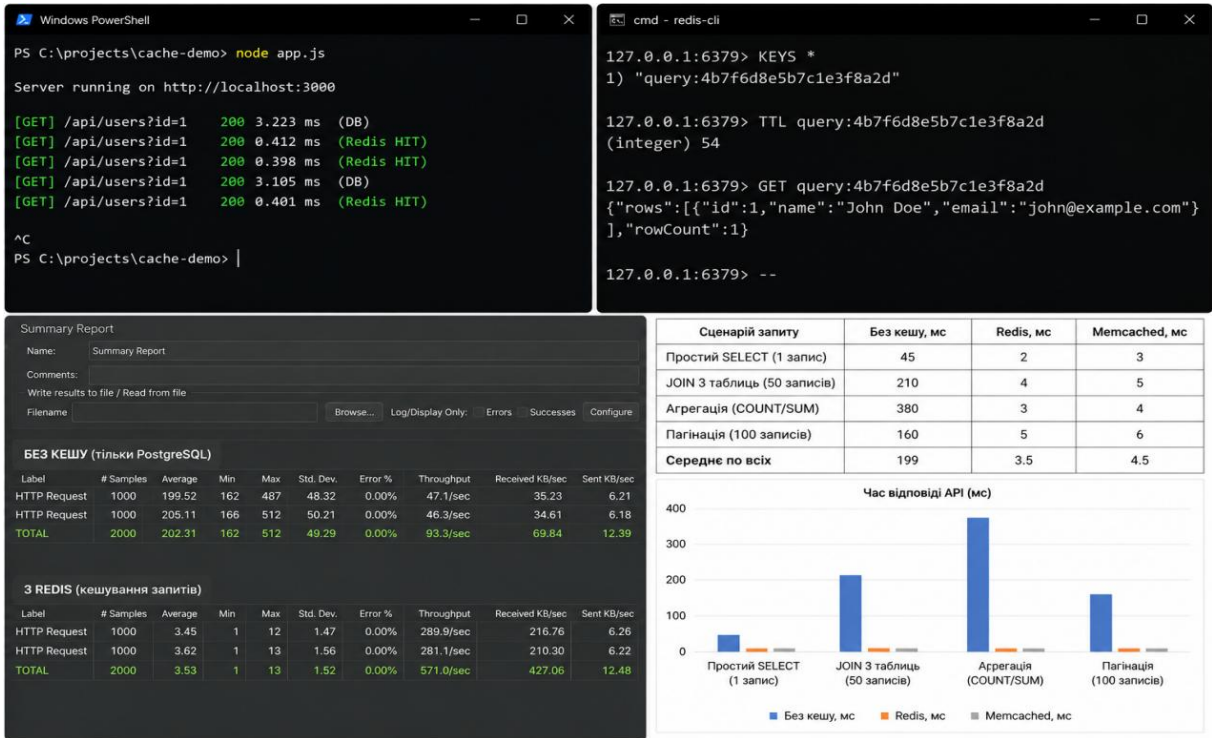 Windows PowerShell
PS C:\projects\cache-demo> node app.js
Server running on http://localhost:3000
[GET] /api/users?id=1 200 3.223 ms (DB)
[GET] /api/users?id=1 200 0.412 ms (Redis HIT)
[GET] /api/users?id=1 200 0.398 ms (Redis HIT)
[GET] /api/users?id=1 200 3.105 ms (DB)
[GET] /api/users?id=1 200 0.401 ms (Redis HIT)
^C
PS C:\projects\cache-demo>
cmd - redis-cli
127.0.0.1:6379> KEYS *
1) "query:4b7f6d8e5b7c1e3f8a2d"
127.0.0.1:6379> TTL query:4b7f6d8e5b7c1e3f8a2d
(integer) 54
127.0.0.1:6379> GET query:4b7f6d8e5b7c1e3f8a2d
{"rows":[{"id":1,"name":"John Doe","email":"john@example.com"}
],"rowCount":1}
127.0.0.1:6379> --
Summary Report
Name: Summary Report
Comments:
Write results to file / Read from file
Filename Browse... Log/Display Only: Errors Successes Configure
БЕЗ КЕШУ (тільки PostgreSQL)
Label # Samples Average Min Max Std. Dev. Error % Throughput Received KB/sec Sent KB/sec
HTTP Request 1000 199.52 162 487 48.32 0.00% 47.1/sec 35.23 6.21
HTTP Request 1000 205.11 166 512 50.21 0.00% 46.3/sec 34.61 6.18
TOTAL 2000 202.31 162 512 49.29 0.00% 93.3/sec 69.84 12.39
З REDIS (кешування запитів)
Label # Samples Average Min Max Std. Dev. Error % Throughput Received KB/sec Sent KB/sec
HTTP Request 1000 3.45 1 12 1.47 0.00% 289.9/sec 216.76 6.26
HTTP Request 1000 3.62 1 13 1.56 0.00% 281.1/sec 210.30 6.22
TOTAL 2000 3.53 1 13 1.52 0.00% 571.0/sec 427.06 12.48
Сценарій запиту Без кешу, мс Redis, мс Memcached, мс
Простий SELECT (1 запис) 45 2 3
JOIN 3 таблиць (50 записів) 210 4 5
Агрегація (COUNT/SUM) 380 3 4
Пагінація (100 записів) 160 5 6
Середнє по всіх 199 3.5 4.5
Час відповіді API (мс)
400
300
200
100
0
Простий SELECT JOIN 3 таблиць Агрегація Пагінація
(1 запис) (50 записів) (COUNT/SUM) (100 записів)
Без кешу, мс Redis, мс Memcached, мс